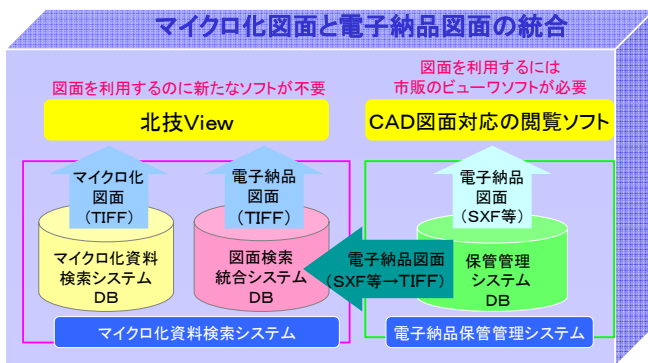 マイクロ化図面と電子納品図面の統合
図面を利用するのに新たなソフトが不要
図面を利用するには
市販のビューワソフトが必要
北技View
CAD図面対応の閲覧ソフト
マイクロ化
図面
(TIFF)
電子納品
図面
(TIFF)
電子納品
図面
(SXF等)
マイクロ化資料
検索システム
DB
図面検索
統合システム
DB
電子納品図面
(SXF等→TIFF)
保管管理
システム
DB
マイクロ化資料検索システム
電子納品保管管理システム